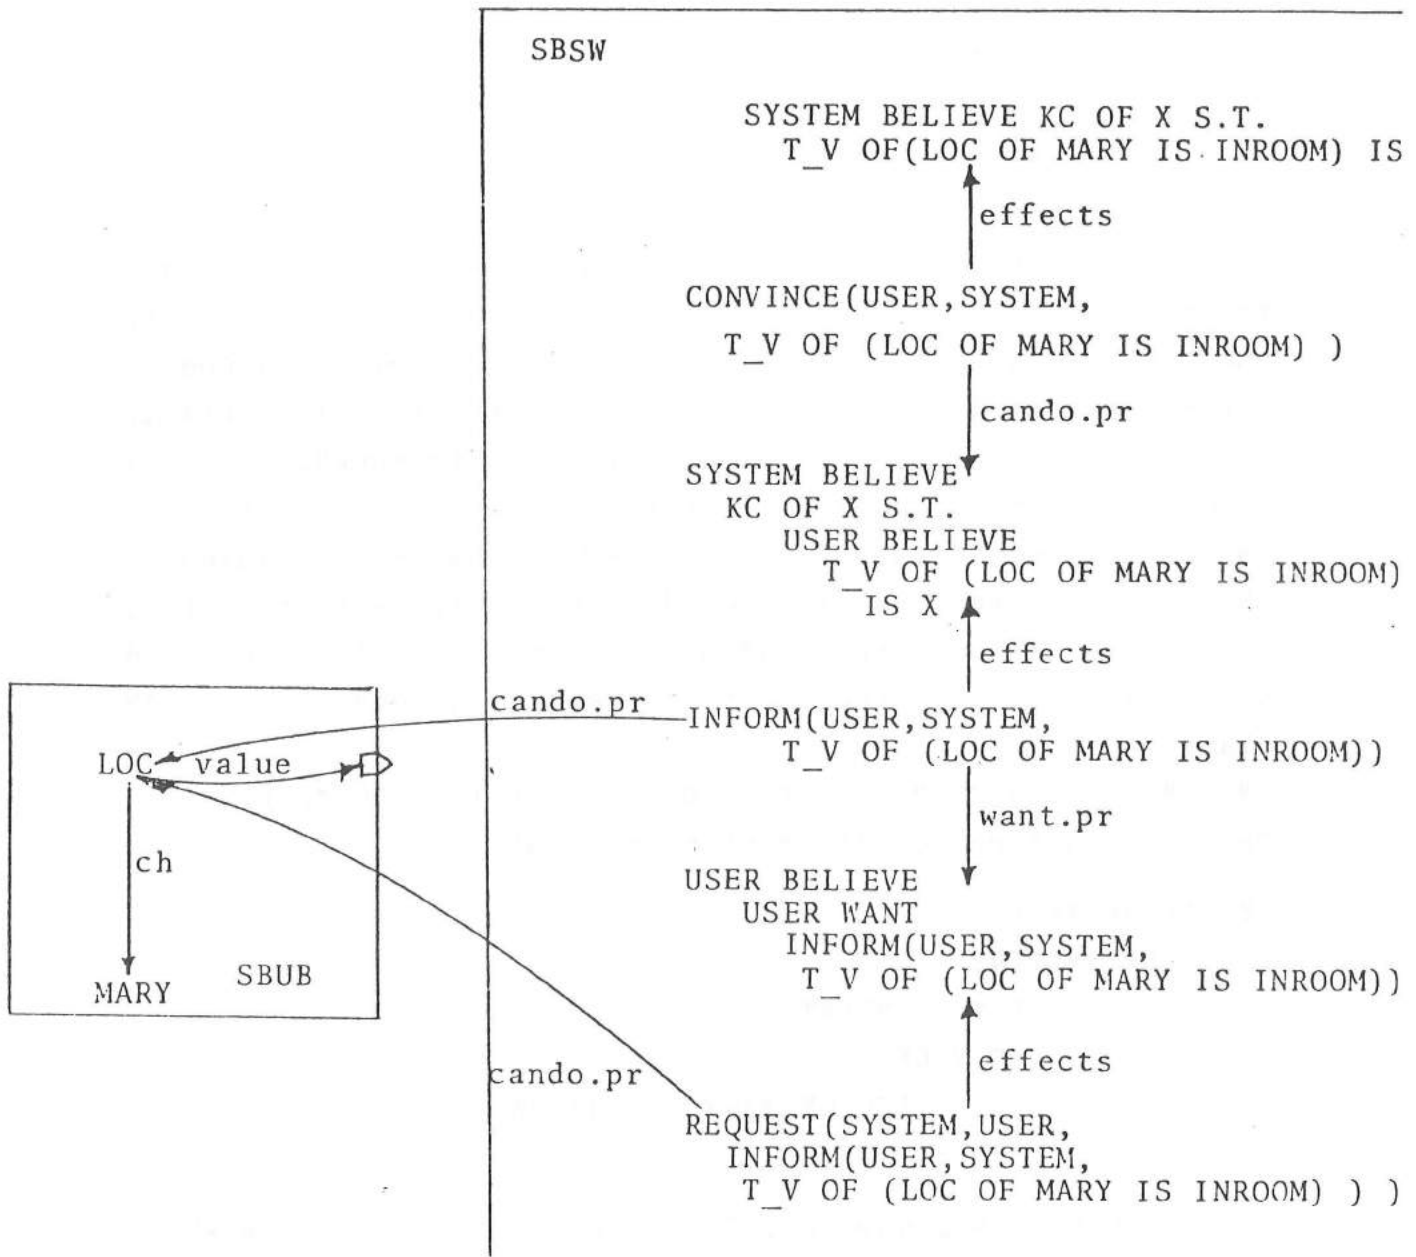 SBSW
SYSTEM BELIEVE KC OF X S.T.
T_V OF(LOC OF MARY IS INROOM) IS
effects
CONVINCE(USER,SYSTEM,
T_V OF (LOC OF MARY IS INROOM) )
cando.pr
SYSTEM BELIEVE
KC OF X S.T.
USER BELIEVE
T_V OF (LOC OF MARY IS INROOM)
IS X
effects
cando.pr
INFORM(USER,SYSTEM,
T_V OF (LOC OF MARY IS INROOM))
LOC value
want.pr
ch
USER BELIEVE
USER WANT
INFORM(USER,SYSTEM,
T_V OF (LOC OF MARY IS INROOM))
MARY SBUB
effects
cando.pr
REQUEST(SYSTEM,USER,
INFORM(USER,SYSTEM,
T_V OF (LOC OF MARY IS INROOM) ) )